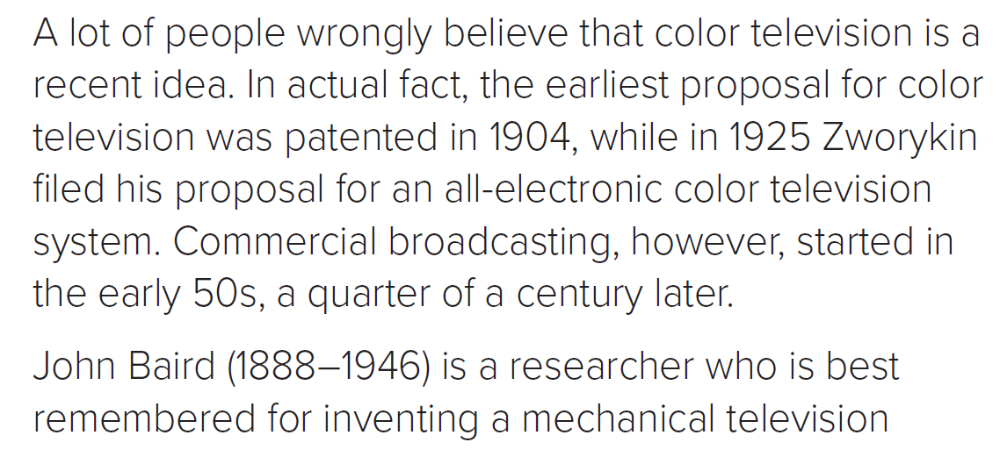 A lot of people wrongly believe that color television is a
recent idea. In actual fact, the earliest proposal for color
television was patented in 1904, while in 1925 Zworykin
filed his proposal for an all-electronic color television
system. Commercial broadcasting, however, started in
the early 50s, a quarter of a century later.
John Baird (1888–1946) is a researcher who is best
remembered for inventing a mechanical television